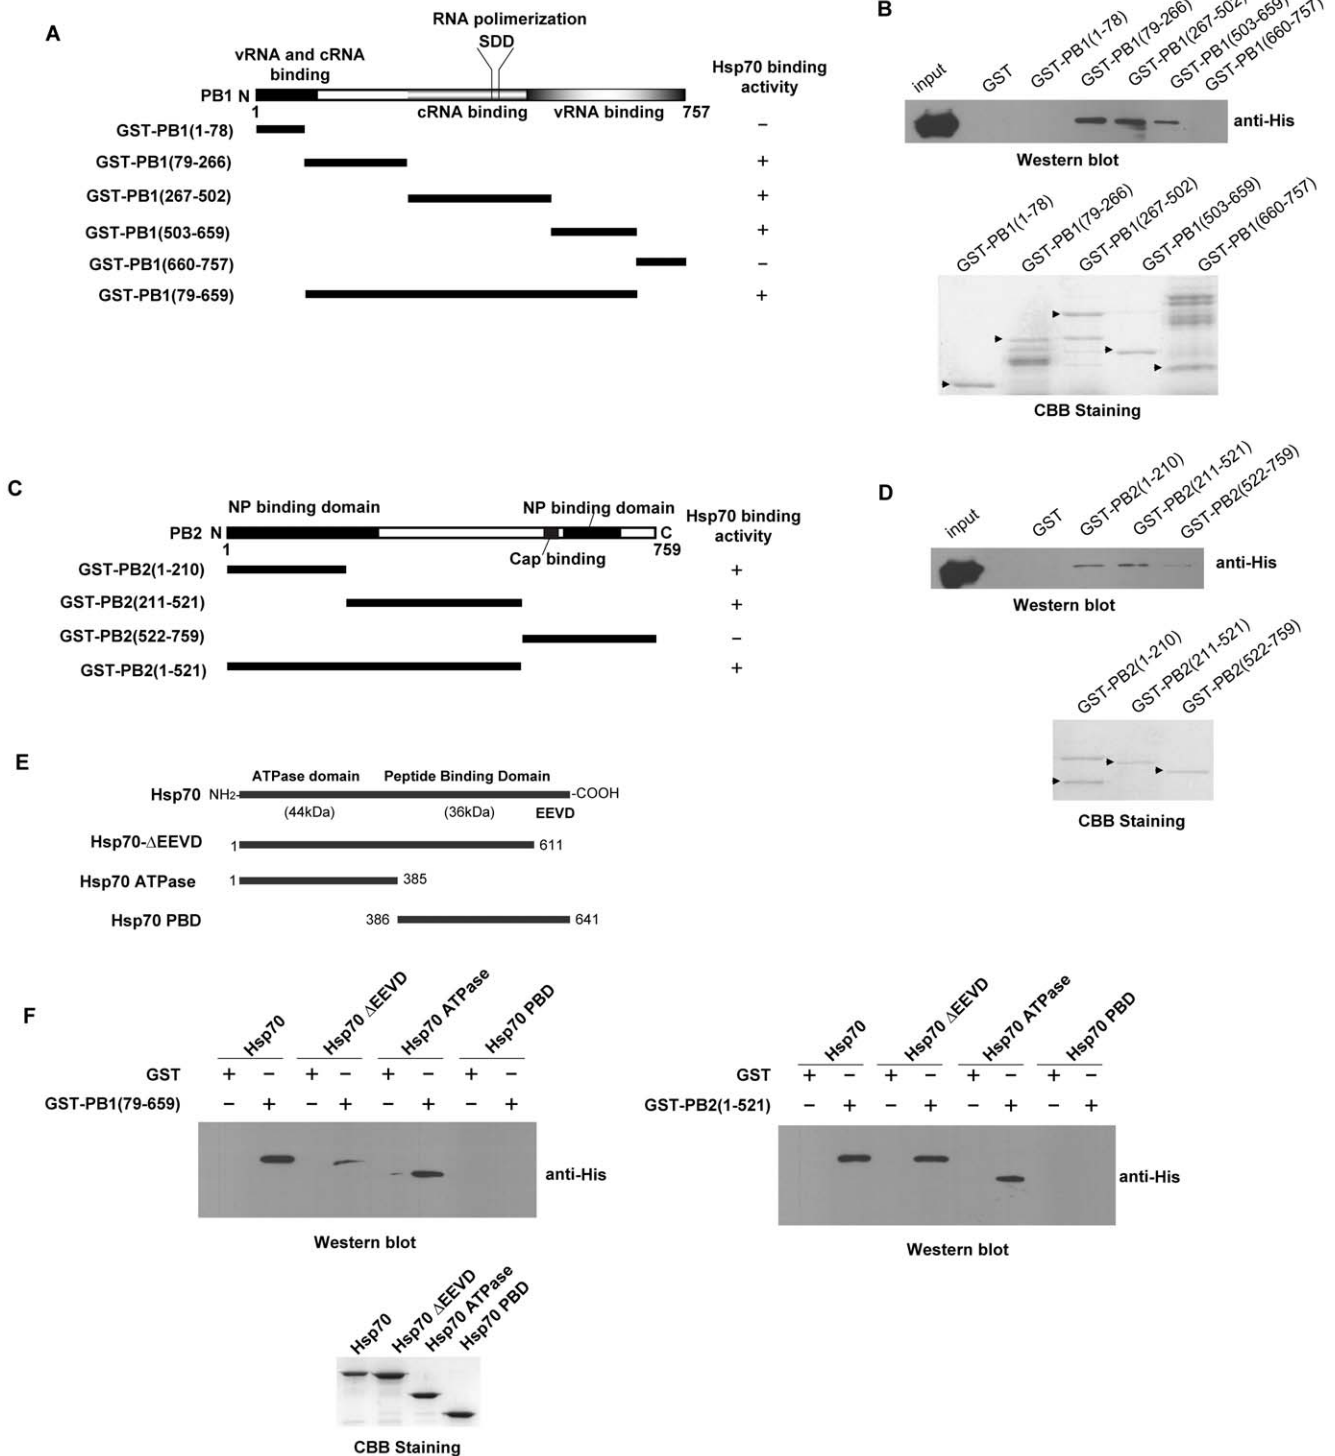 A
RNA polimerization
SDD
vRNA and cRNA
binding
Hsp70 binding
activity
PB1 N
1
cRNA binding
vRNA binding
757
GST-PB1(1-78)
–
GST-PB1(79-266)
+
GST-PB1(267-502)
+
GST-PB1(503-659)
+
GST-PB1(660-757)
–
GST-PB1(79-659)
+
B
input
GST
GST-PB1(1-78)
GST-PB1(79-266)
GST-PB1(267-502)
GST-PB1(503-659)
GST-PB1(660-757)
anti-His
Western blot
GST-PB1(1-78)
GST-PB1(79-266)
GST-PB1(267-502)
GST-PB1(503-659)
GST-PB1(660-757)
CBB Staining
C
NP binding domain
NP binding domain
Hsp70 binding
activity
PB2 N
C
1
Cap binding
759
GST-PB2(1-210)
+
GST-PB2(211-521)
+
GST-PB2(522-759)
–
GST-PB2(1-521)
+
D
input
GST
GST-PB2(1-210)
GST-PB2(211-521)
GST-PB2(522-759)
anti-His
Western blot
GST-PB2(1-210)
GST-PB2(211-521)
GST-PB2(522-759)
CBB Staining
E
ATPase domain
Peptide Binding Domain
Hsp70 NH2-
-COOH
(44kDa)
(36kDa)
EEVD
Hsp70-ΔEEVD 1
611
Hsp70 ATPase 1
385
Hsp70 PBD
386
641
F
Hsp70
Hsp70 ΔEEVD
Hsp70 ATPase
Hsp70 PBD
GST + – + – + – + –
GST-PB1(79-659) – + – + – + – +
anti-His
Western blot
Hsp70
Hsp70 ΔEEVD
Hsp70 ATPase
Hsp70 PBD
CBB Staining
Hsp70
Hsp70 ΔEEVD
Hsp70 ATPase
Hsp70 PBD
GST + – + – + – + –
GST-PB2(1-521) – + – + – + – +
anti-His
Western blot